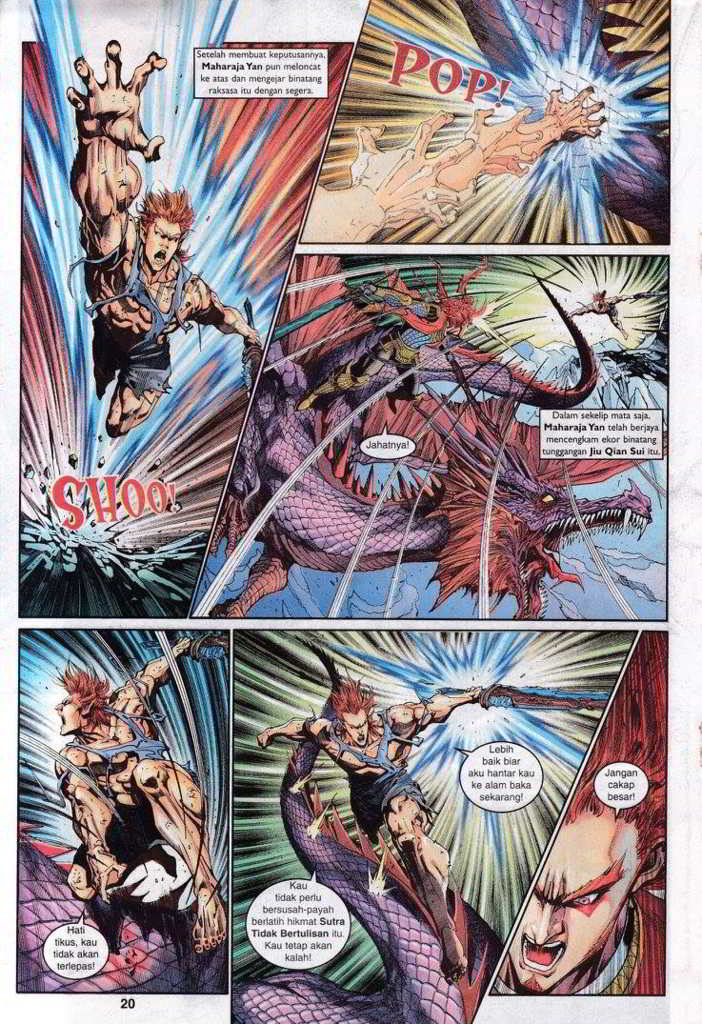 Setelah membuat keputusannya,
Maharaja Yan pun meloncat
ke atas dan mengejar binatang
raksasa itu dengan segera.
POP!
SHOO!
Dalam sekelip mata saja,
Maharaja Yan telah berjaya
mencengkam ekor binatang
tunggangan Jiu Qian Sui itu.
Jahatnya!
Hati
tikus, kau
tidak akan
terlepas!
Lebih
baik biar
aku hantar kau
ke alam baka
sekarang!
Kau
tidak perlu
bersusah-payah
berlatih hikmat Sutra
Tidak Bertulisan itu.
Kau tetap akan
kalah!
Jangan
cakap
besar!
20